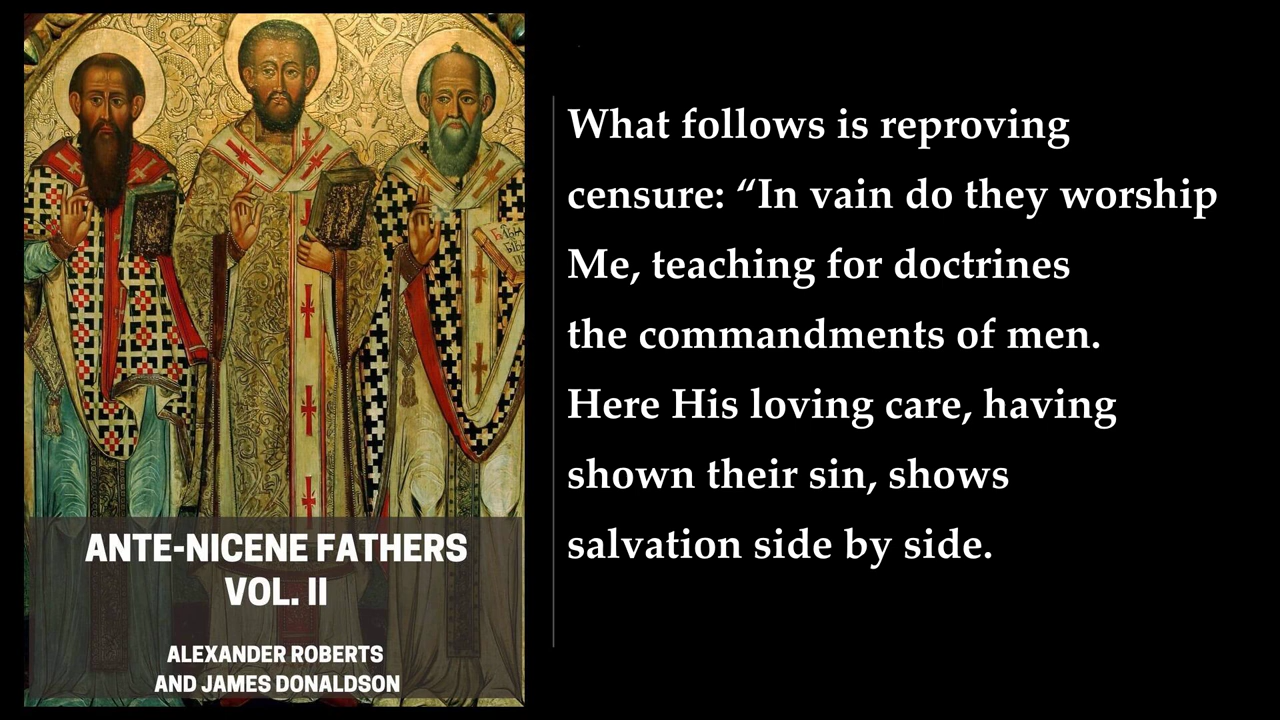 What follows is reproving
censure: “In vain do they worship
Me, teaching for doctrines
the commandments of men.
Here His loving care, having
shown their sin, shows
salvation side by side.
ANTE-NICENE FATHERS
VOL. II
ALEXANDER ROBERTS
AND JAMES DONALDSON